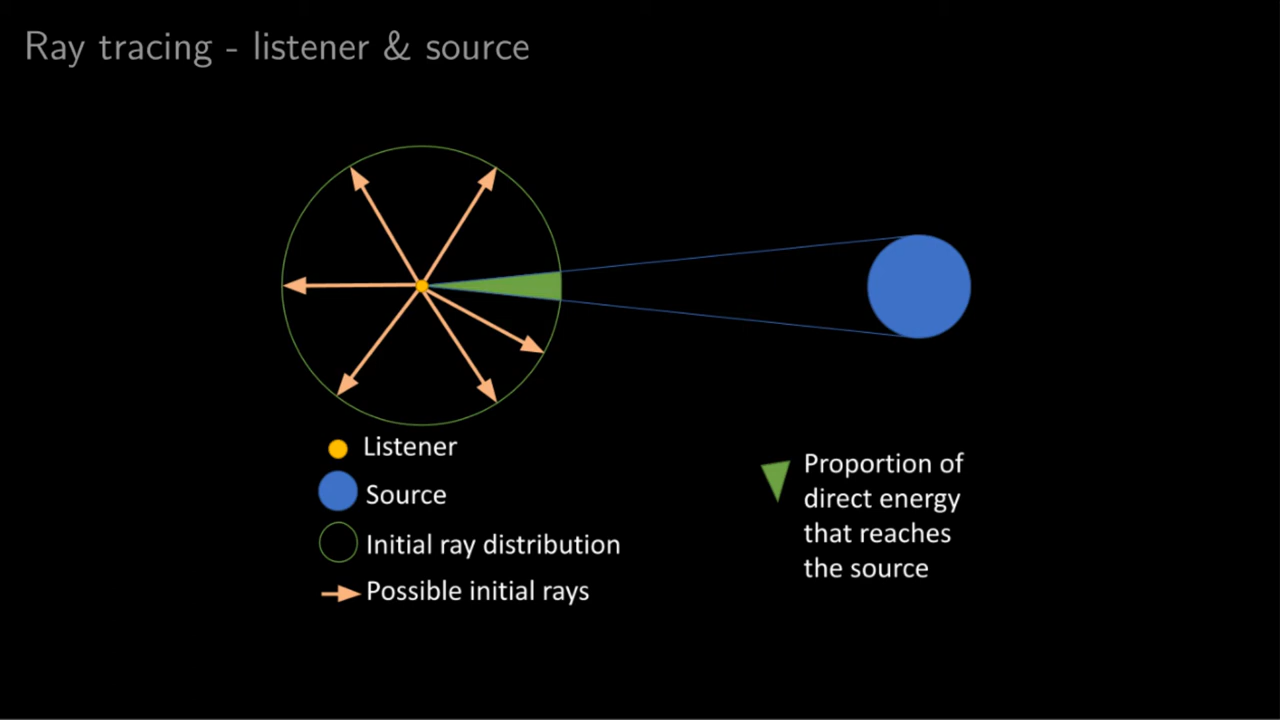 Ray tracing - listener & source
Listener
Source
Initial ray distribution
Possible initial rays
Proportion of
direct energy
that reaches
the source